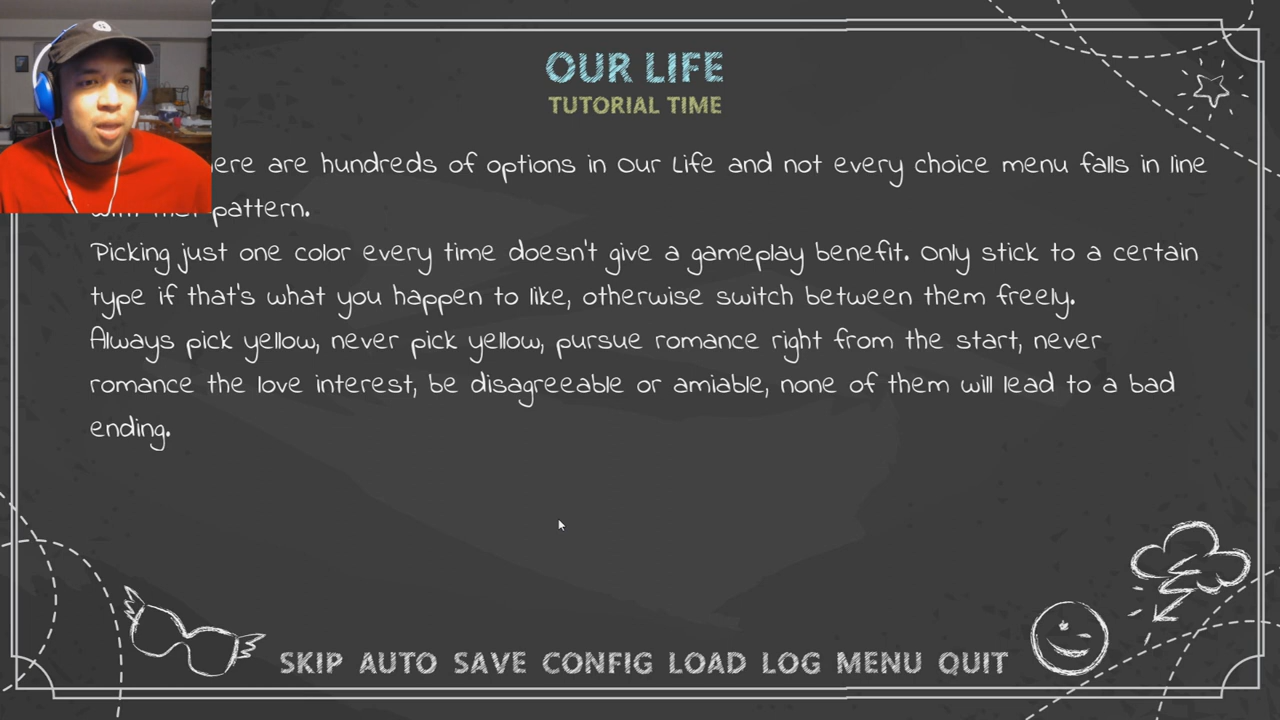 OUR LIFE
TUTORIAL TIME
are hundreds of options in Our Life and not every choice menu falls in line
pattern.
Picking just one color every time doesn't give a gameplay benefit. Only stick to a certain
type if that's what you happen to like, otherwise switch between them freely.
Always pick yellow, never pick yellow, pursue romance right from the start, never
romance the love interest, be disagreeable or amiable, none of them will lead to a bad
ending.
SKIP AUTO SAVE CONFIG LOAD LOG MENU QUIT